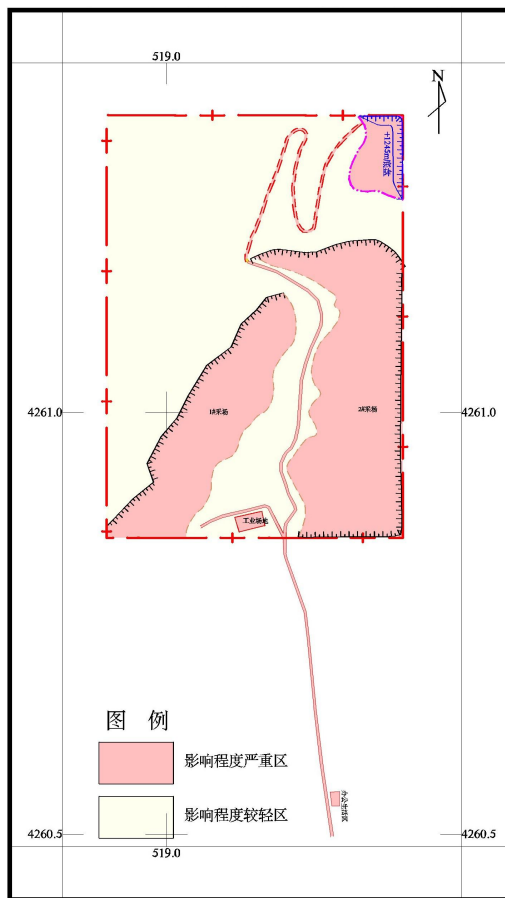 519.0
N
+1245m底盘
4261.0
4261.0
1#采场
2#采场
工业场地
图 例
影响程度严重区
影响程度较轻区
办公生活区
4260.5
4260.5
519.0